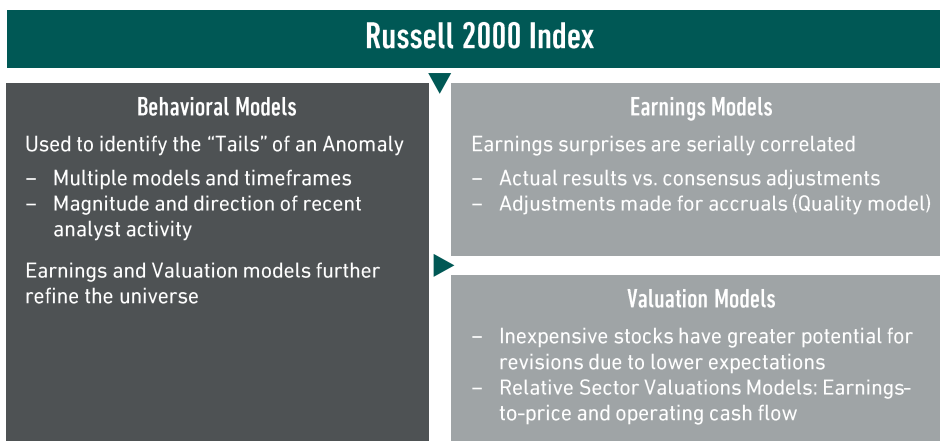 Russell 2000 Index
Behavioral Models
Used to identify the “Tails” of an Anomaly
– Multiple models and timeframes
– Magnitude and direction of recent
analyst activity
Earnings and Valuation models further
refine the universe
Earnings Models
Earnings surprises are serially correlated
– Actual results vs. consensus adjustments
– Adjustments made for accruals (Quality model)
Valuation Models
– Inexpensive stocks have greater potential for
revisions due to lower expectations
– Relative Sector Valuations Models: Earnings-
to-price and operating cash flow